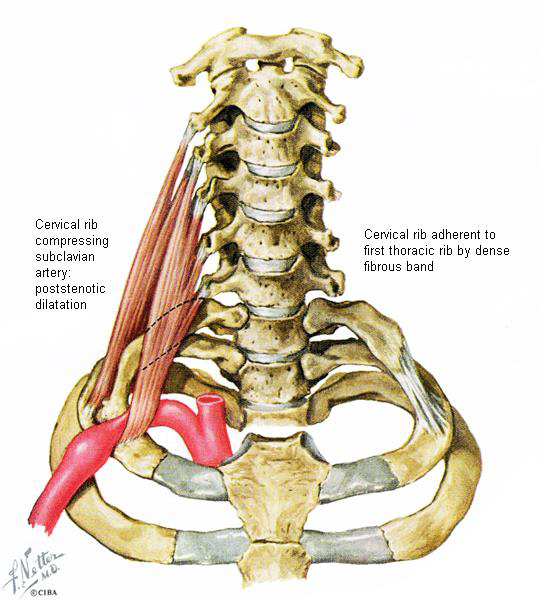 Cervical rib
compressing
subclavian
artery:
poststenotic
dilatation
Cervical rib adherent to
first thoracic rib by dense
fibrous band
F. Netter
M.D.
©CIBA